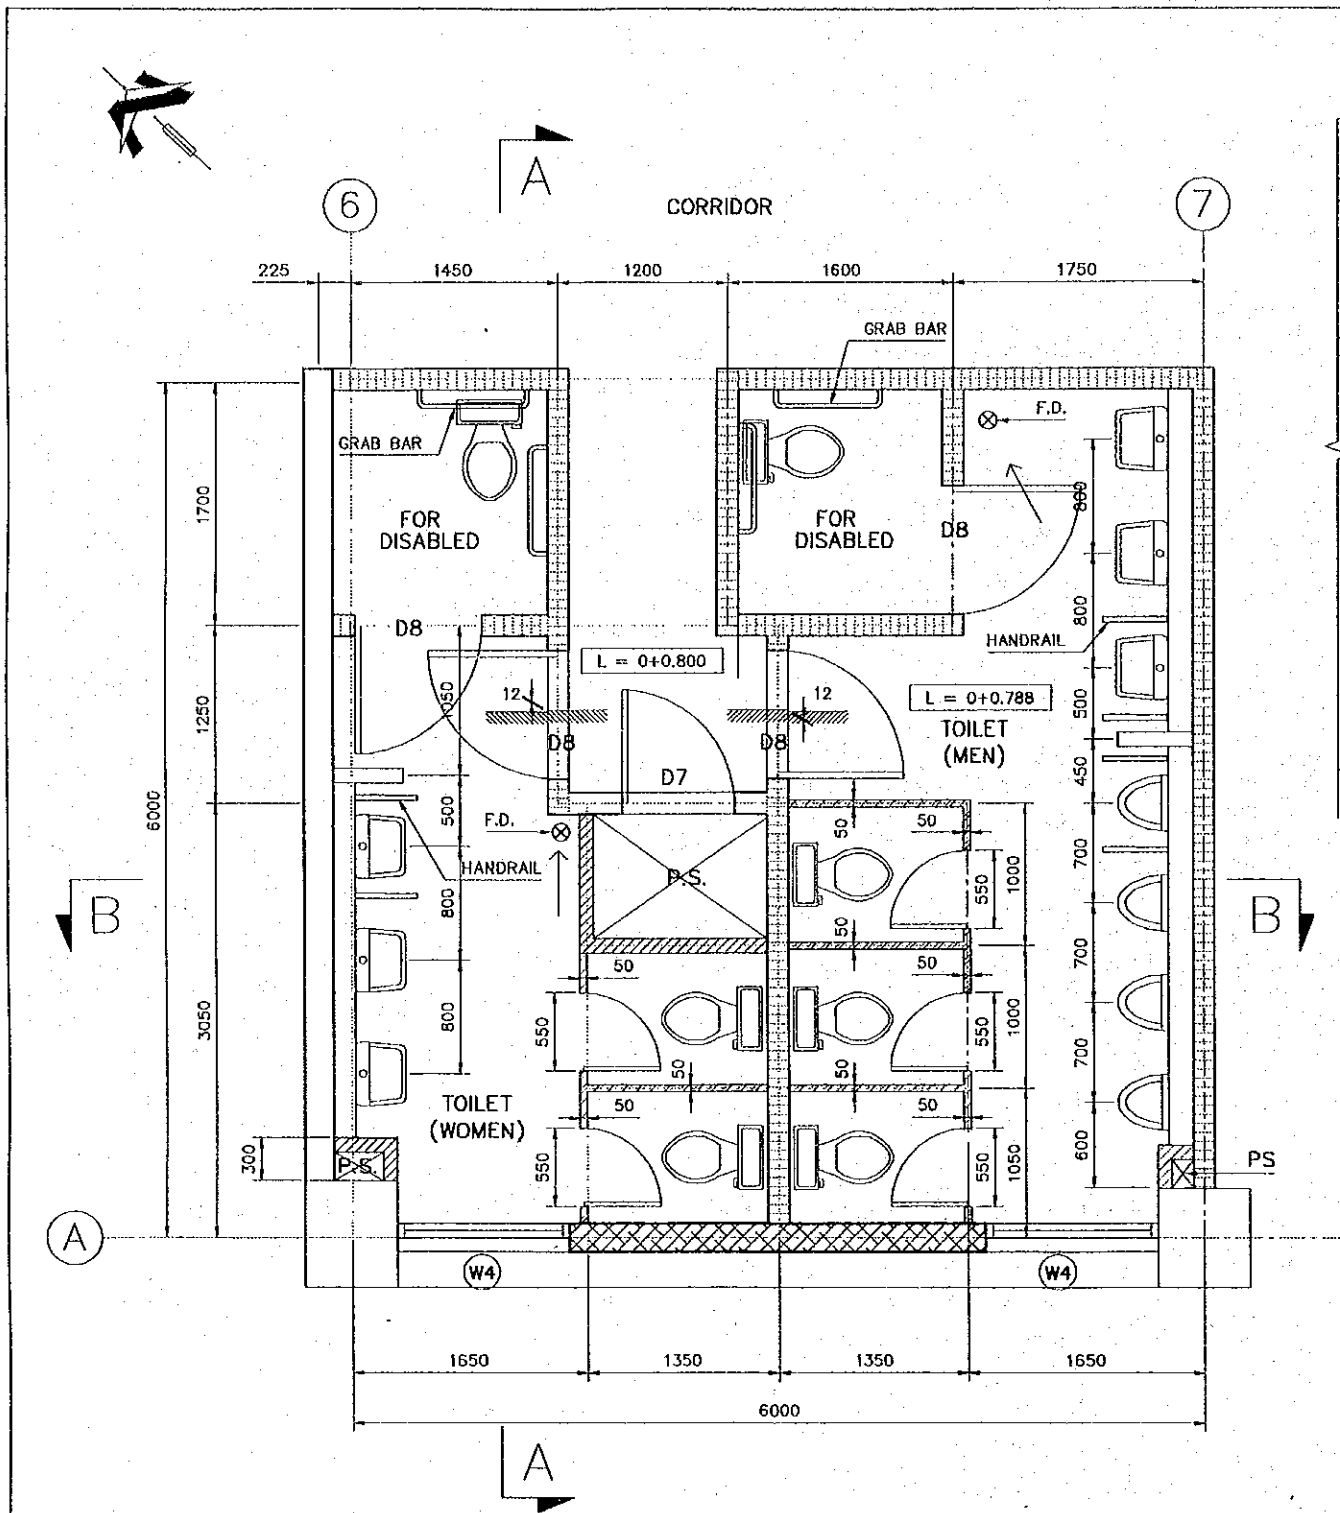 A
6
CORRIDOR
7
225
1450
1200
1600
1750
GRAB BAR
F.D.
GRAB BAR
800
1700
FOR
DISABLED
FOR
DISABLED
D8
D8
800
HANDRAIL
L = 0+0.800
12
12
L = 0+0.788
1050
500
1250
TOILET
(MEN)
D8
D8
D7
450
6000
500
F.D.
50
50
HANDRAIL
P.S.
550
1000
700
B
800
B
50
50
50
700
3050
800
550
550
1000
50
50
700
TOILET
(WOMEN)
50
50
300
P.S.
550
550
1050
600
PS
A
W4
W4
1650
1350
1350
1650
6000
A